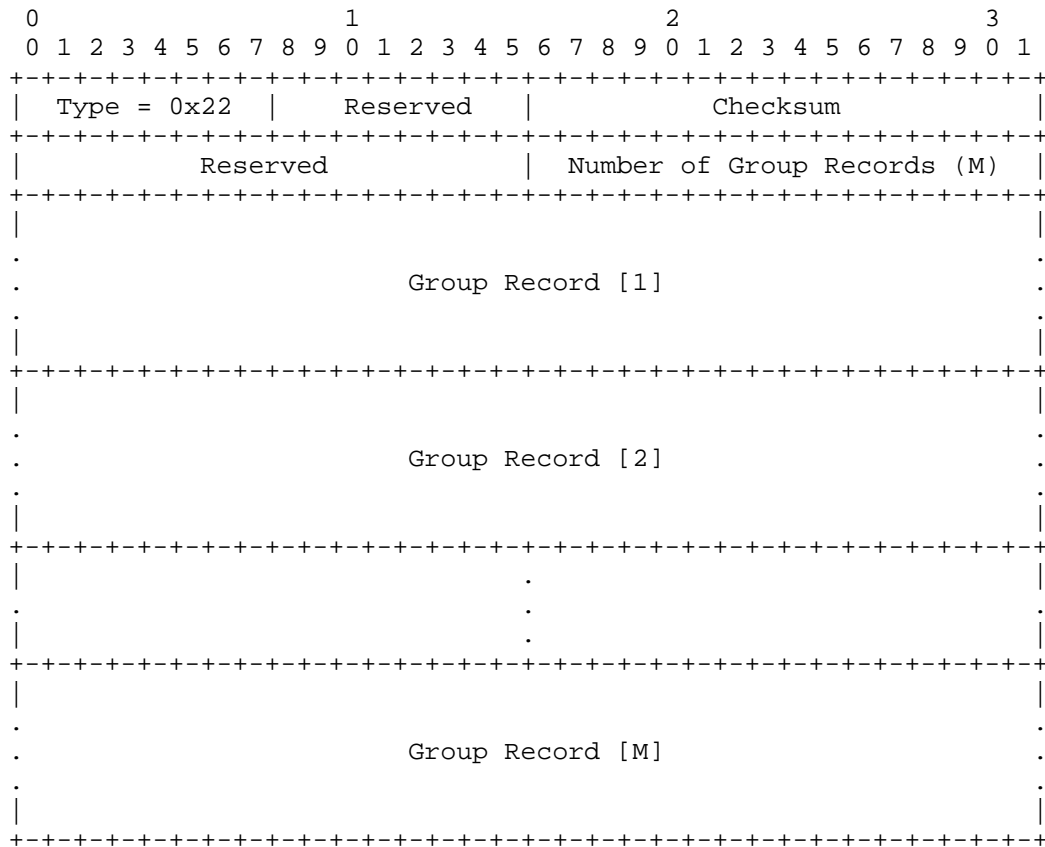 0                   1                   2                   3
 0 1 2 3 4 5 6 7 8 9 0 1 2 3 4 5 6 7 8 9 0 1 2 3 4 5 6 7 8 9 0 1
+-+-+-+-+-+-+-+-+-+-+-+-+-+-+-+-+-+-+-+-+-+-+-+-+-+-+-+-+-+-+-+-+
|  Type = 0x22  |    Reserved   |           Checksum            |
+-+-+-+-+-+-+-+-+-+-+-+-+-+-+-+-+-+-+-+-+-+-+-+-+-+-+-+-+-+-+-+-+
|           Reserved            |  Number of Group Records (M)  |
+-+-+-+-+-+-+-+-+-+-+-+-+-+-+-+-+-+-+-+-+-+-+-+-+-+-+-+-+-+-+-+-+
|                                                               |
.                                                               .
.                        Group Record [1]                       .
.                                                               .
|                                                               |
+-+-+-+-+-+-+-+-+-+-+-+-+-+-+-+-+-+-+-+-+-+-+-+-+-+-+-+-+-+-+-+-+
|                                                               |
.                                                               .
.                        Group Record [2]                       .
.                                                               .
|                                                               |
+-+-+-+-+-+-+-+-+-+-+-+-+-+-+-+-+-+-+-+-+-+-+-+-+-+-+-+-+-+-+-+-+
|                               .                               |
.                               .                               .
|                               .                               |
+-+-+-+-+-+-+-+-+-+-+-+-+-+-+-+-+-+-+-+-+-+-+-+-+-+-+-+-+-+-+-+-+
|                                                               |
.                                                               .
.                        Group Record [M]                       .
.                                                               .
|                                                               |
+-+-+-+-+-+-+-+-+-+-+-+-+-+-+-+-+-+-+-+-+-+-+-+-+-+-+-+-+-+-+-+-+